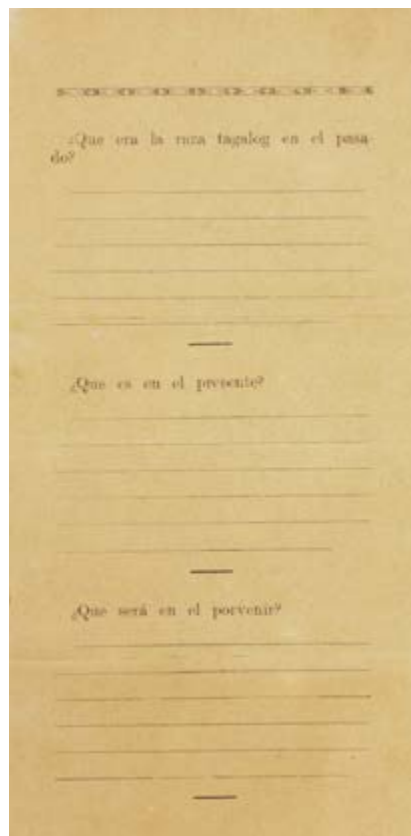 ¿Que era la raza tagalog en el pasa-
do?
¿Que es en el presente?
¿Que será en el porvenir?